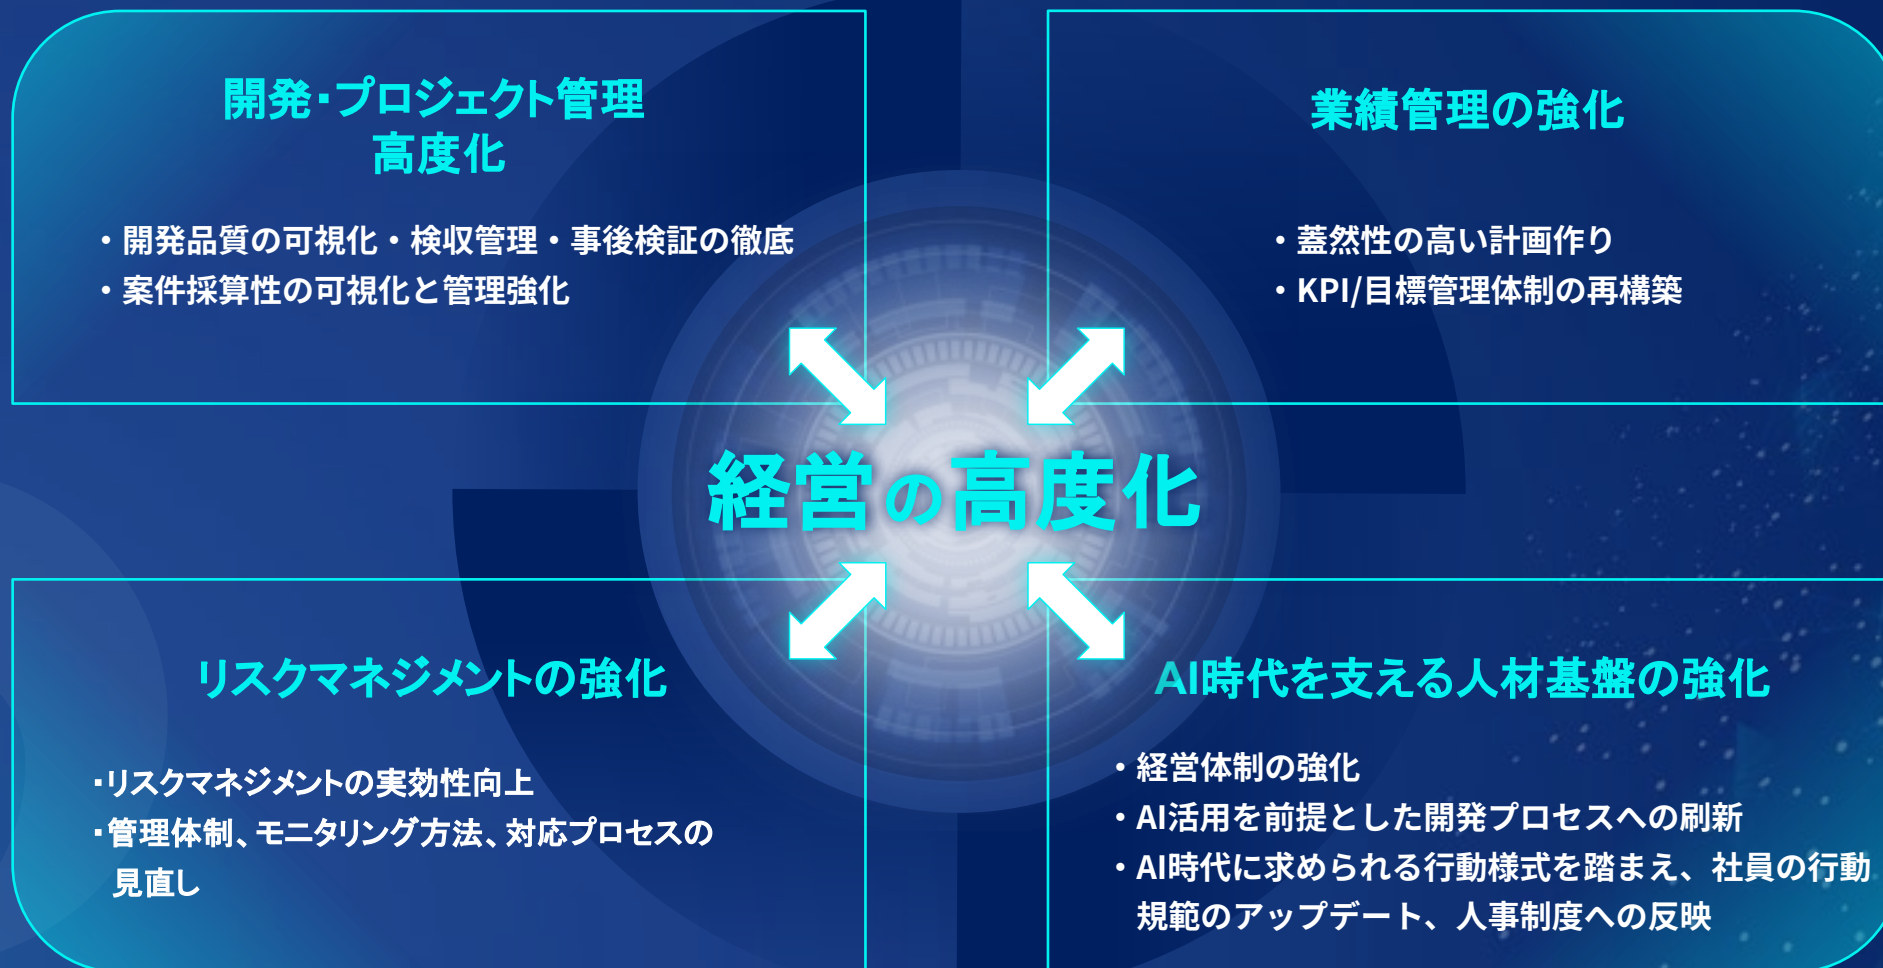 開発・プロジェクト管理
高度化
・開発品質の可視化・検収管理・事後検証の徹底
・案件採算性の可視化と管理強化
業績管理の強化
・蓋然性の高い計画作り
・KPI/目標管理体制の再構築
経営の高度化
リスクマネジメントの強化
・リスクマネジメントの実効性向上
・管理体制、モニタリング方法、対応プロセスの
見直し
AI時代を支える人材基盤の強化
・経営体制の強化
・AI活用を前提とした開発プロセスへの刷新
・AI時代に求められる行動様式を踏まえ、社員の行動
規範のアップデート、人事制度への反映